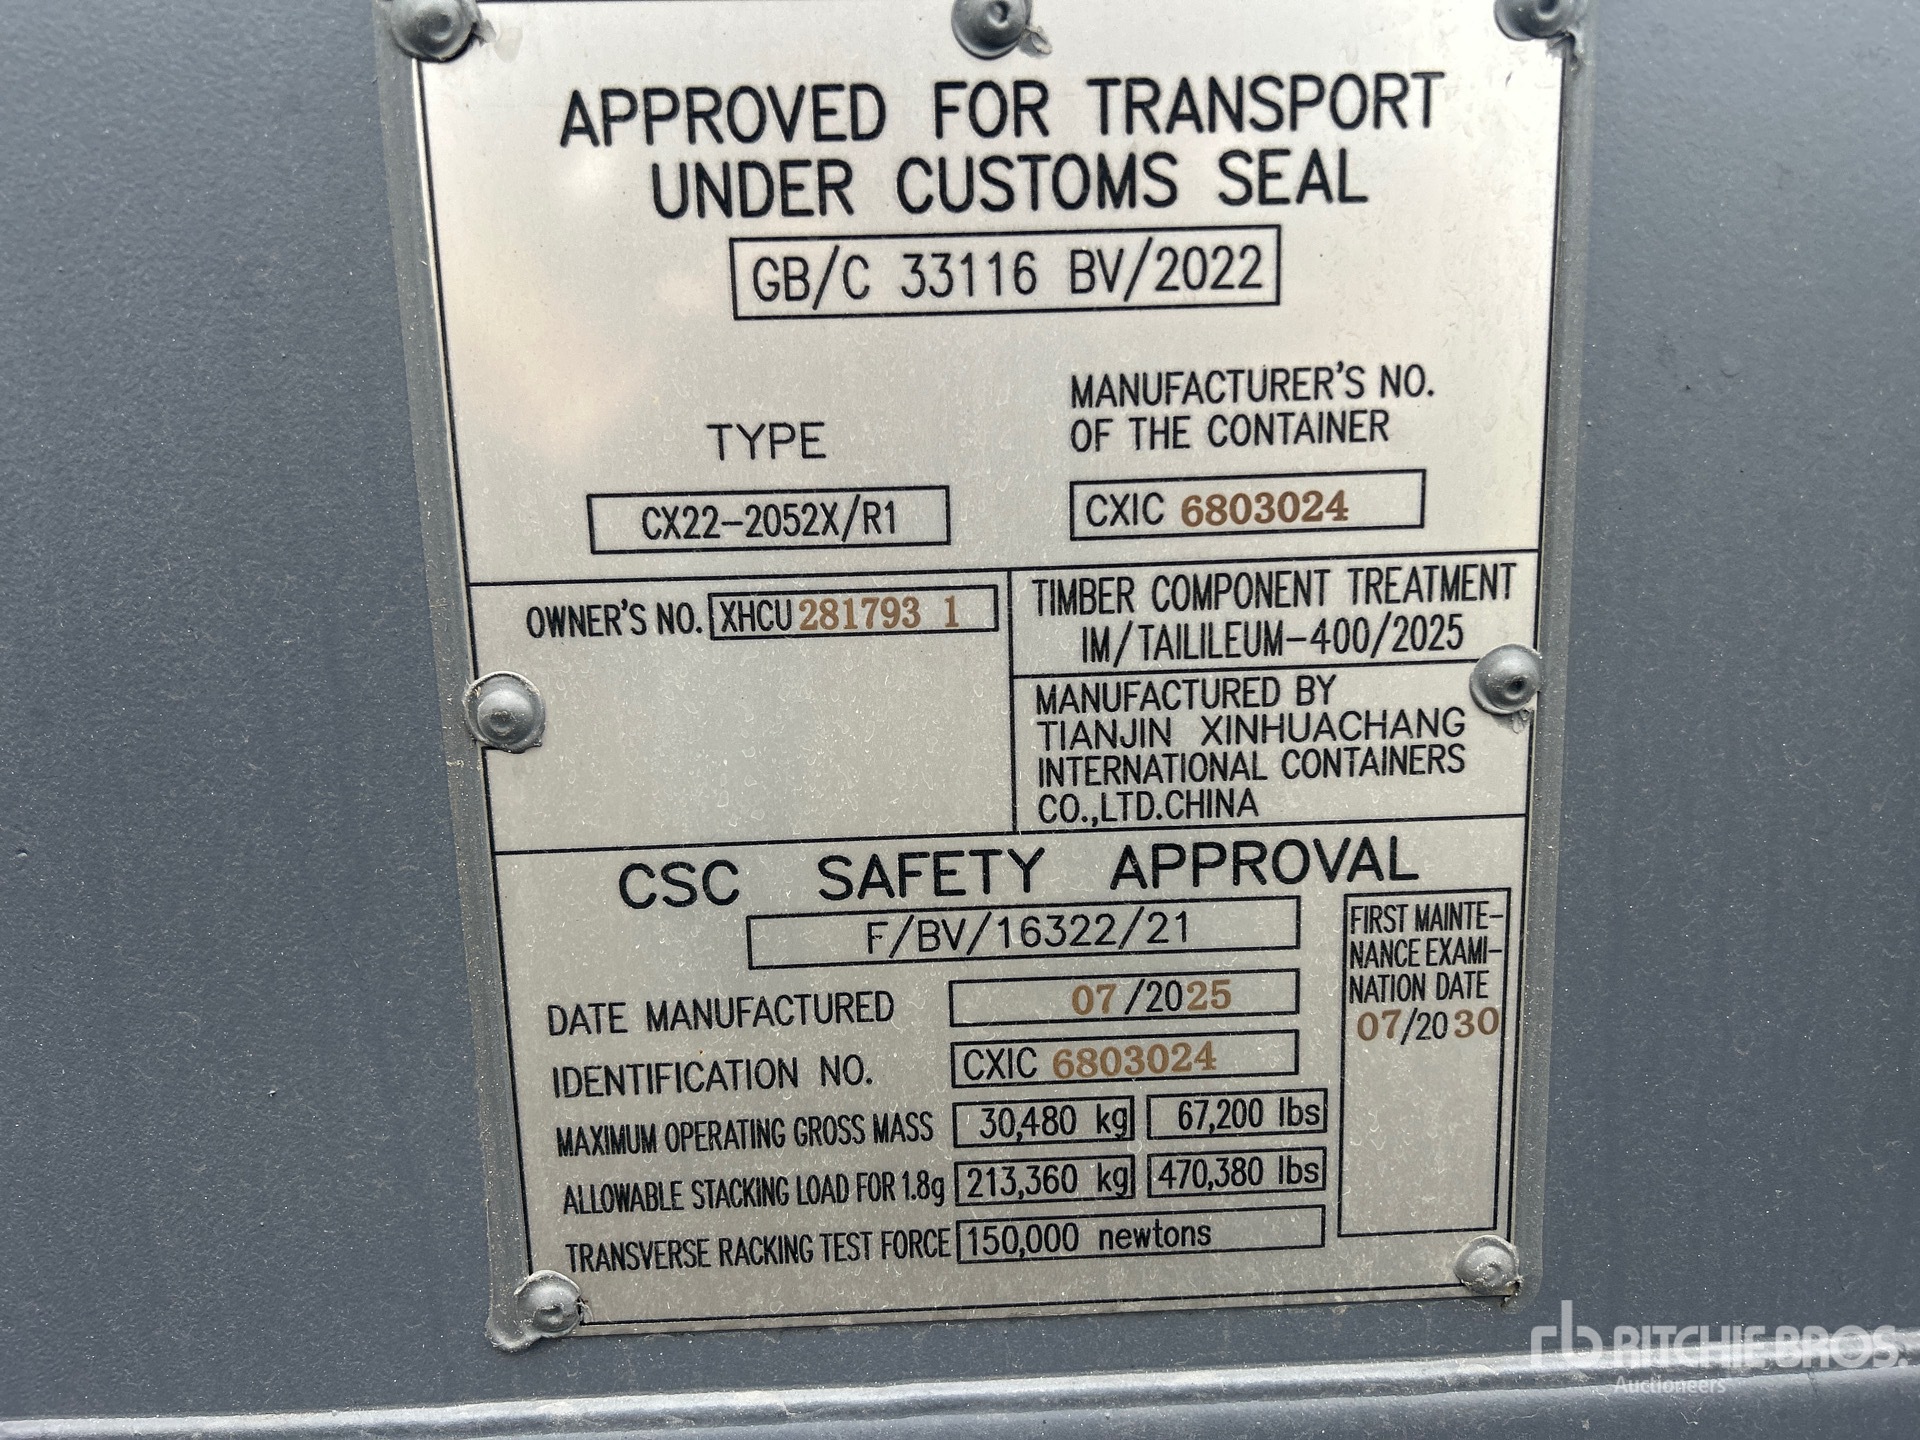 APPROVED FOR TRANSPORT
UNDER CUSTOMS SEAL
GB/C 33116 BV/2022
TYPE
CX22-2052X/R1
MANUFACTURER'S NO.
OF THE CONTAINER
CXIC 6803024
OWNER'S NO. XHCU 281793 1
TIMBER COMPONENT TREATMENT
IM/TAILILEUM-400/2025
MANUFACTURED BY
TIANJIN XINHUACHANG
INTERNATIONAL CONTAINERS
CO.,LTD.CHINA
CSC SAFETY APPROVAL
F/BV/16322/21
DATE MANUFACTURED 07/2025
IDENTIFICATION NO. CXIC 6803024
MAXIMUM OPERATING GROSS MASS 30,480 kg 67,200 lbs
ALLOWABLE STACKING LOAD FOR 1.8g 213,360 kg 470,380 lbs
TRANSVERSE RACKING TEST FORCE 150,000 newtons
FIRST MAINTE-
NANCE EXAMI-
NATION DATE
07/2030
rb RITCHIE BROS.
Auctioneers